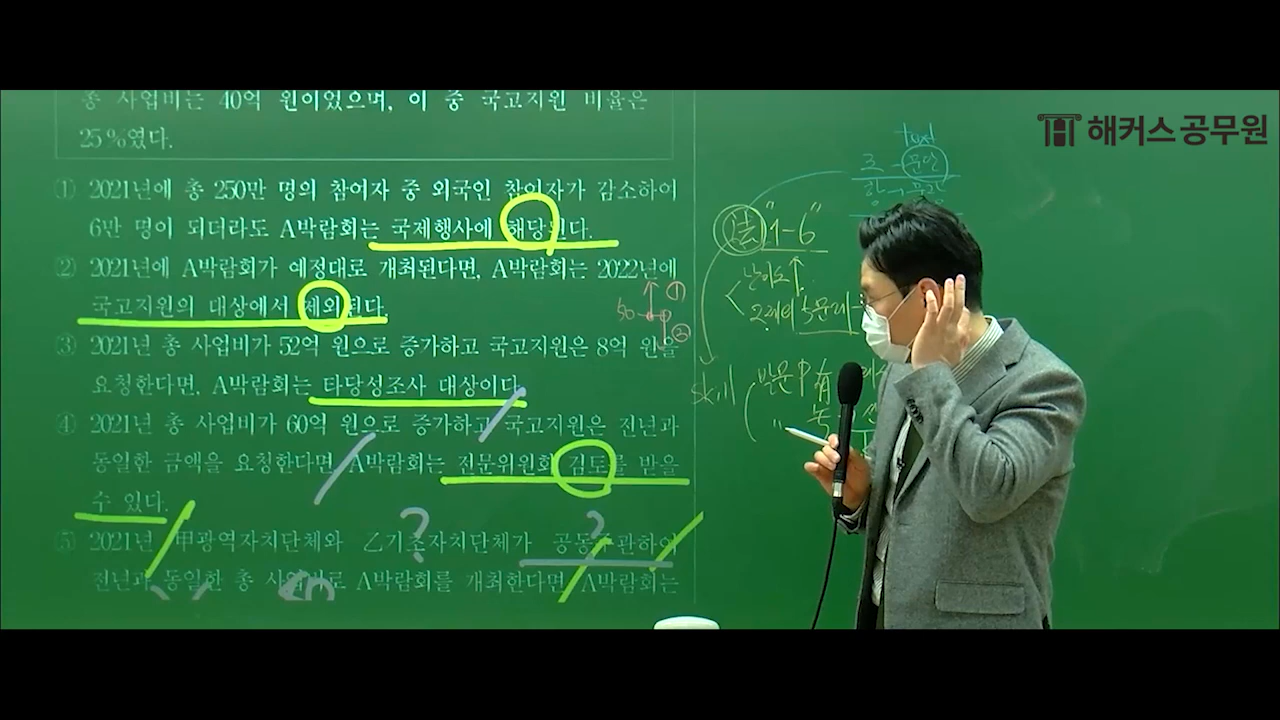 총 사업비는 40억 원이었으며, 이 중 국고지원 비율은
25%였다.
① 2021년에 총 250만 명의 참여자 중 외국인 참여자가 감소하여
6만 명이 되더라도 A박람회는 국제행사에 해당된다.
② 2021년에 A박람회가 예정대로 개최된다면, A박람회는 2022년에
국고지원의 대상에서 제외된다.
③ 2021년 총 사업비가 52억 원으로 증가하고 국고지원은 8억 원을
요청한다면, A박람회는 타당성조사 대상이다.
④ 2021년 총 사업비가 60억 원으로 증가하고 국고지원은 전년과
동일한 금액을 요청한다면 A박람회는 전문위원회 검토를 받을
수 있다.
⑤ 2021년 甲광역자치단체와 乙기초자치단체가 공동주관하여
전년과 동일한 총 사업비로 A박람회를 개최한다면 A박람회는
? ?
해커스 공무원
text
法 "1-6"
난이도
50 ① ②
skill